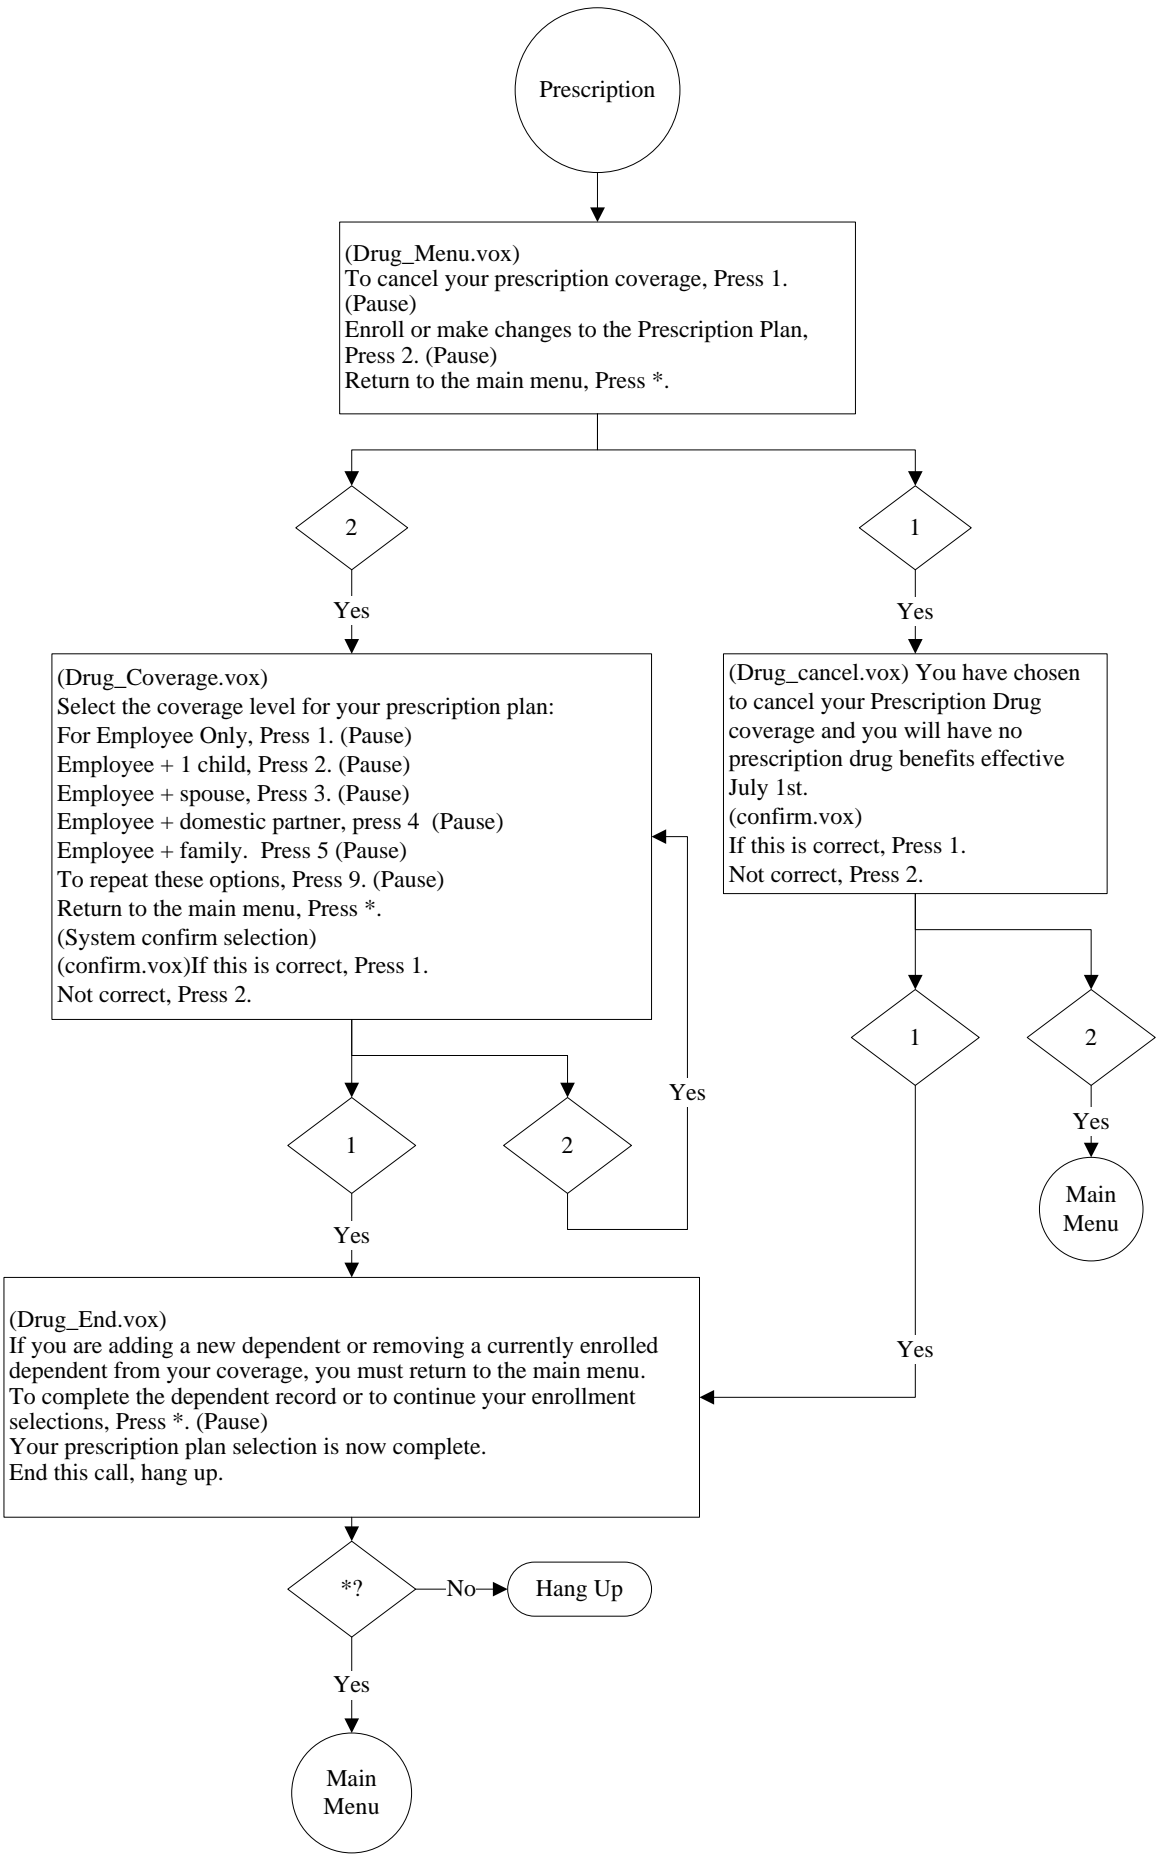 Prescription
(Drug_Menu.vox)
To cancel your prescription coverage, Press 1.
(Pause)
Enroll or make changes to the Prescription Plan,
Press 2. (Pause)
Return to the main menu, Press *.
2
1
Yes
Yes
(Drug_Coverage.vox)
Select the coverage level for your prescription plan:
For Employee Only, Press 1. (Pause)
Employee + 1 child, Press 2. (Pause)
Employee + spouse, Press 3. (Pause)
Employee + domestic partner, press 4  (Pause)
Employee + family.  Press 5 (Pause)
To repeat these options, Press 9. (Pause)
Return to the main menu, Press *.
(System confirm selection)
(confirm.vox)If this is correct, Press 1.
Not correct, Press 2.
(Drug_cancel.vox) You have chosen
to cancel your Prescription Drug
coverage and you will have no
prescription drug benefits effective
July 1st.
(confirm.vox)
If this is correct, Press 1.
Not correct, Press 2.
1
2
Yes
1
2
Yes
Main
Menu
Yes
Yes
(Drug_End.vox)
If you are adding a new dependent or removing a currently enrolled
dependent from your coverage, you must return to the main menu.
To complete the dependent record or to continue your enrollment
selections, Press *. (Pause)
Your prescription plan selection is now complete.
End this call, hang up.
*?
No
Hang Up
Yes
Main
Menu